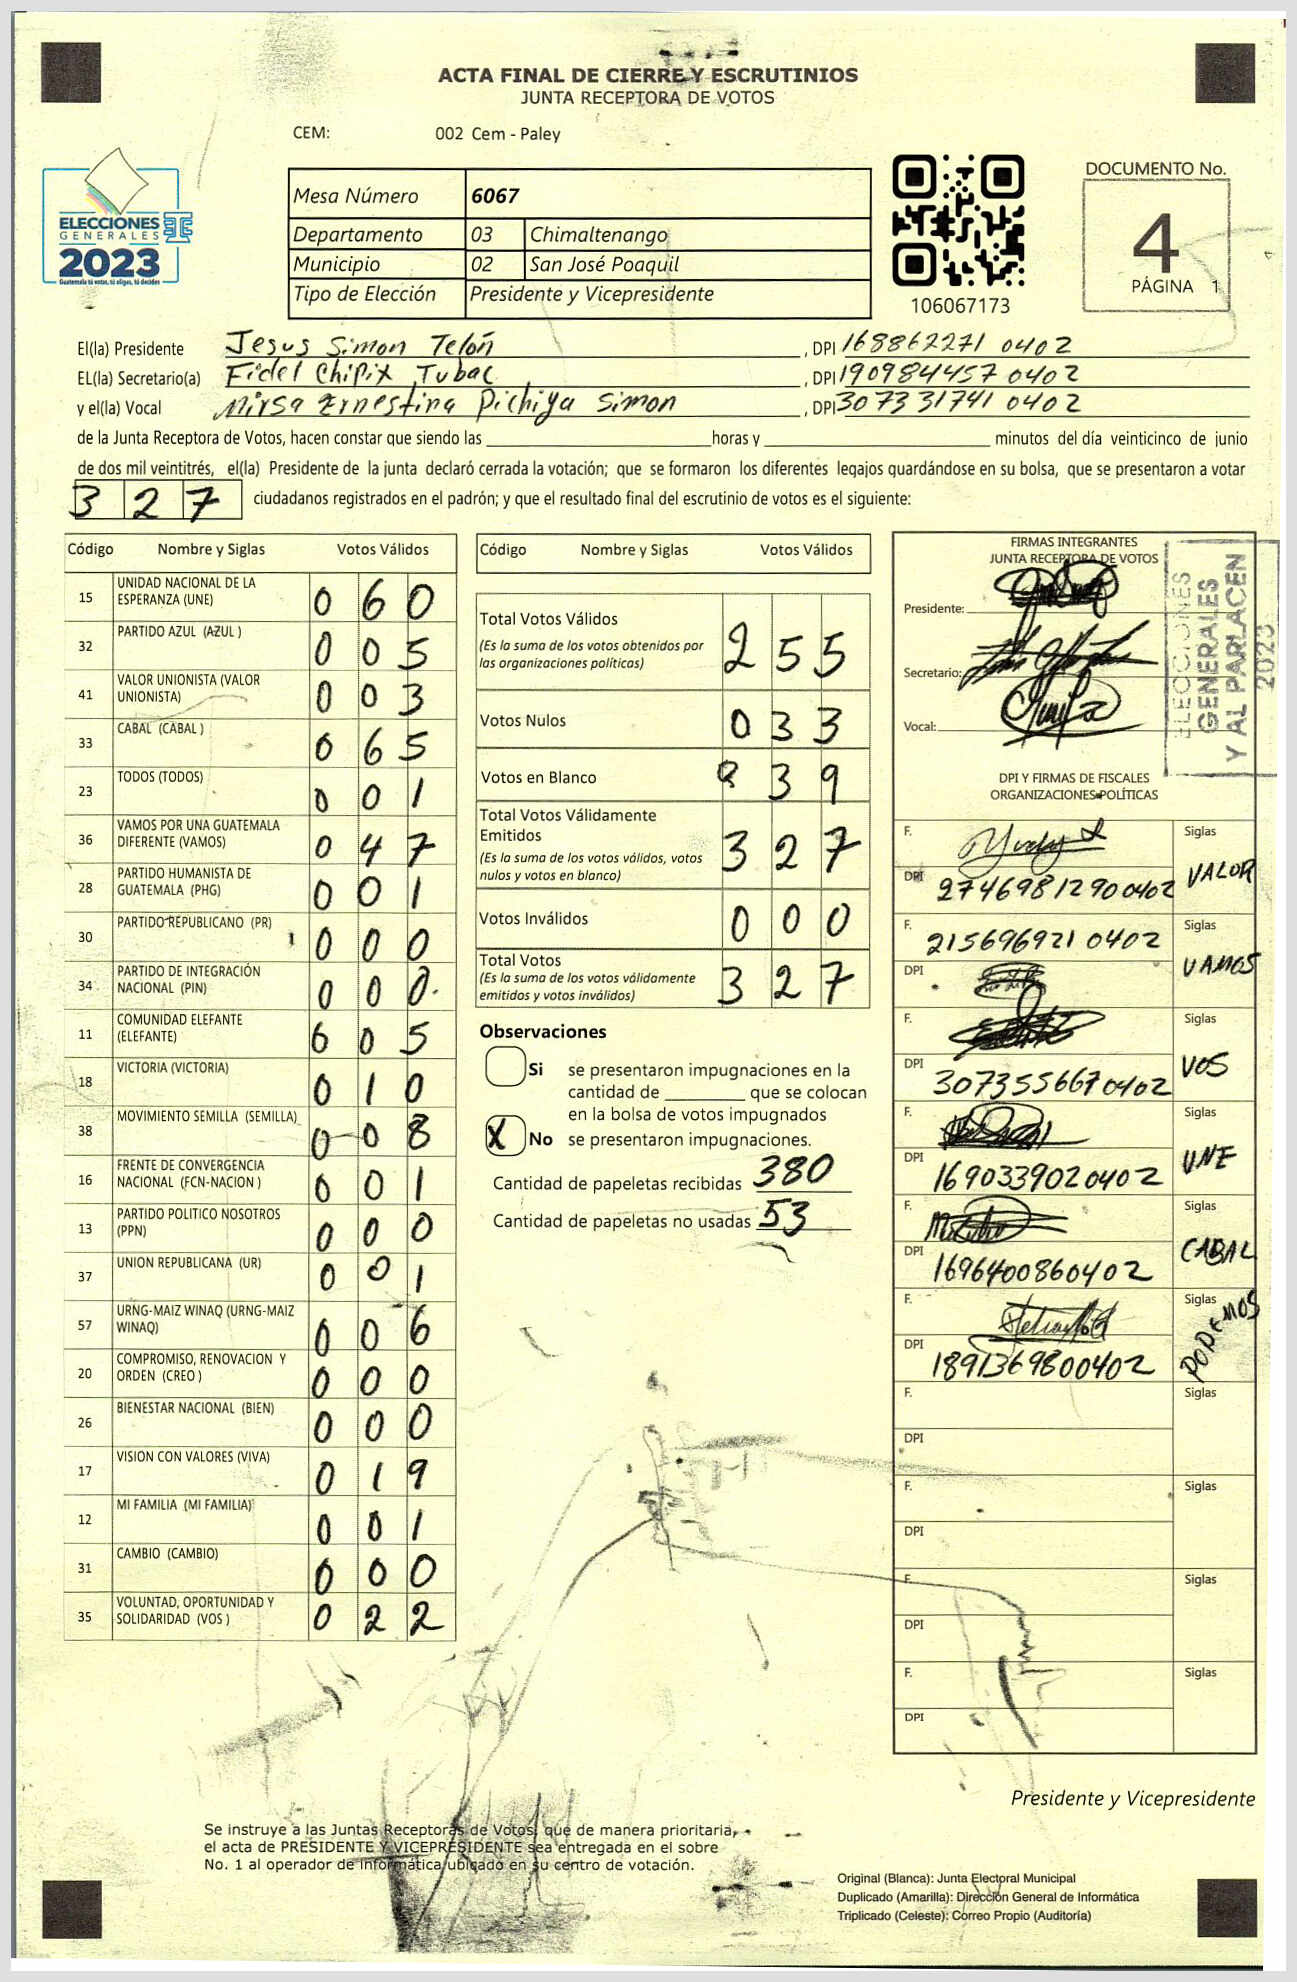 ACTA FINAL DE CIERRE Y ESCRUTINIOS
JUNTA RECEPTORA DE VOTOS
CEM: 002 Cem - Paley
ELECCIONES
GENERALES
2023
Guatemala tú votas, tú eliges, tú decides
Mesa Número 6067
Departamento 03 Chimaltenango
Municipio 02 San José Poaquil
Tipo de Elección Presidente y Vicepresidente
106067173
DOCUMENTO No.
4
PÁGINA 1
El(la) Presidente Jesus Simon Telón , DPI 168862271 0402
EL(la) Secretario(a) Fidel Chipix Tubac , DPI 190984457 0402
y el(la) Vocal Mirsa Ernestina Pichiya Simon , DPI 307331741 0402
de la Junta Receptora de Votos, hacen constar que siendo las ____ horas y ____ minutos del día veinticinco de junio
de dos mil veintitrés, el(la) Presidente de la junta declaró cerrada la votación; que se formaron los diferentes legajos quardándose en su bolsa, que se presentaron a votar
3 2 7 ciudadanos registrados en el padrón; y que el resultado final del escrutinio de votos es el siguiente:
Código Nombre y Siglas Votos Válidos
15 UNIDAD NACIONAL DE LA ESPERANZA (UNE) 0 6 0
32 PARTIDO AZUL (AZUL ) 0 0 5
41 VALOR UNIONISTA (VALOR UNIONISTA) 0 0 3
33 CABAL (CABAL ) 0 6 5
23 TODOS (TODOS) 0 0 1
36 VAMOS POR UNA GUATEMALA DIFERENTE (VAMOS) 0 4 7
28 PARTIDO HUMANISTA DE GUATEMALA (PHG) 0 0 1
30 PARTIDO REPUBLICANO (PR) 0 0 0
34 PARTIDO DE INTEGRACIÓN NACIONAL (PIN) 0 0 0
11 COMUNIDAD ELEFANTE (ELEFANTE) 0 0 5
18 VICTORIA (VICTORIA) 0 1 0
38 MOVIMIENTO SEMILLA (SEMILLA) 0 0 8
16 FRENTE DE CONVERGENCIA NACIONAL (FCN-NACION ) 0 0 1
13 PARTIDO POLITICO NOSOTROS (PPN) 0 0 0
37 UNION REPUBLICANA (UR) 0 0 1
57 URNG-MAIZ WINAQ (URNG-MAIZ WINAQ) 0 0 6
20 COMPROMISO, RENOVACION Y ORDEN (CREO ) 0 0 0
26 BIENESTAR NACIONAL (BIEN) 0 0 0
17 VISION CON VALORES (VIVA) 0 1 9
12 MI FAMILIA (MI FAMILIA) 0 0 1
31 CAMBIO (CAMBIO) 0 0 0
35 VOLUNTAD, OPORTUNIDAD Y SOLIDARIDAD (VOS ) 0 2 2
Código Nombre y Siglas Votos Válidos
Total Votos Válidos 2 5 5
(Es la suma de los votos obtenidos por
las organizaciones políticas)
Votos Nulos 0 3 3
Votos en Blanco 0 3 9
Total Votos Válidamente
Emitidos 3 2 7
(Es la suma de los votos válidos, votos
nulos y votos en blanco)
Votos Inválidos 0 0 0
Total Votos 3 2 7
(Es la suma de los votos válidamente
emitidos y votos inválidos)
Observaciones
Si se presentaron impugnaciones en la
cantidad de ____ que se colocan
en la bolsa de votos impugnados
X No se presentaron impugnaciones.
Cantidad de papeletas recibidas 380
Cantidad de papeletas no usadas 53
FIRMAS INTEGRANTES
JUNTA RECEPTORA DE VOTOS
Presidente:
Secretario:
Vocal:
ELECCIONES
GENERALES
Y AL PARLACEN
2023
DPI Y FIRMAS DE FISCALES
ORGANIZACIONES POLÍTICAS
F. Siglas
DPI 274698129 0402 VALOR
F. 215696921 0402 Siglas
DPI VAMOS
F. Siglas
DPI 307355667 0402 VOS
F. Siglas
DPI 169033902 0402 UNE
F. Siglas
DPI 169640086 0402 CABAL
F. Siglas
DPI 189136980 0402 PODEMOS
F. Siglas
DPI
F. Siglas
DPI
F. Siglas
DPI
F. Siglas
DPI
Presidente y Vicepresidente
Se instruye a las Juntas Receptoras de Votos, que de manera prioritaria,
el acta de PRESIDENTE Y VICEPRESIDENTE sea entregada en el sobre
No. 1 al operador de informática ubicado en su centro de votación.
Original (Blanca): Junta Electoral Municipal
Duplicado (Amarilla): Dirección General de Informática
Triplicado (Celeste): Correo Propio (Auditoría)